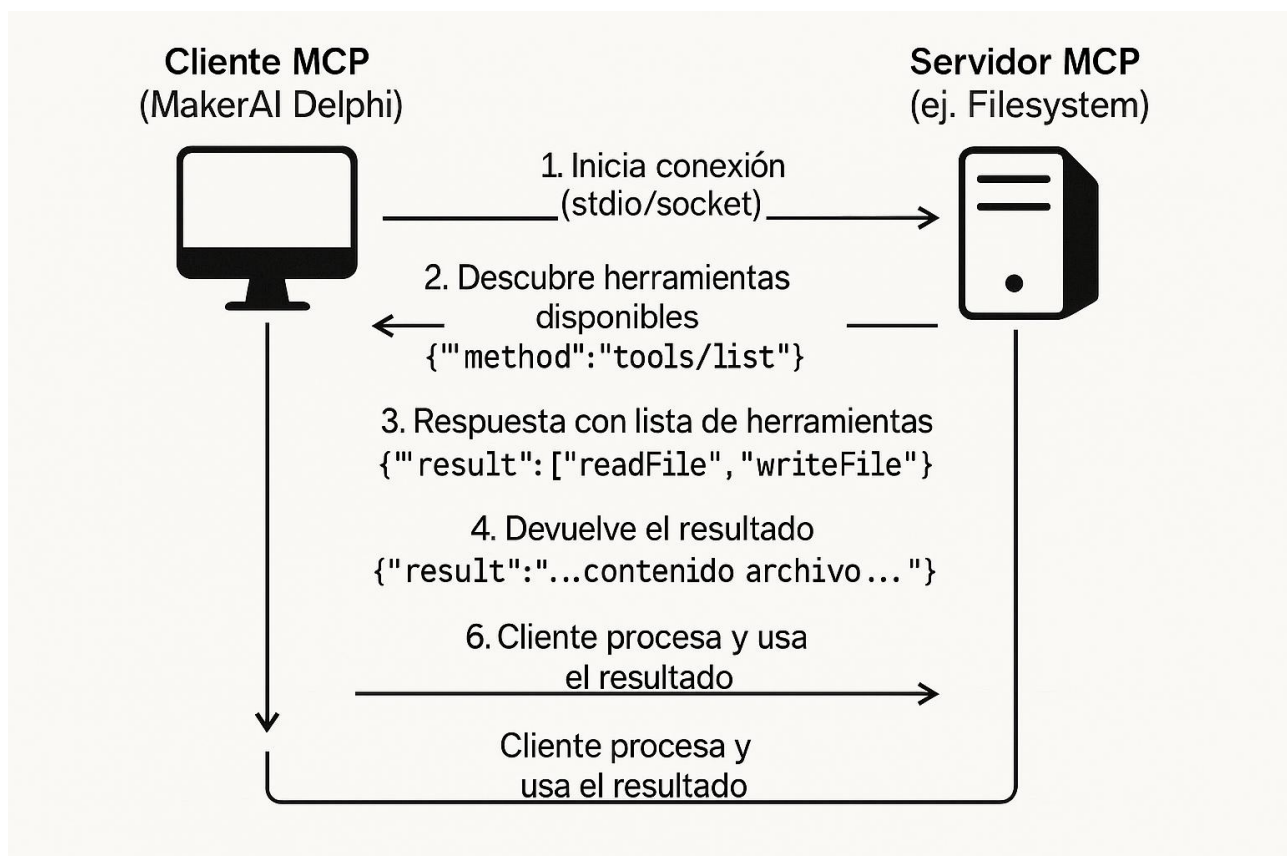 Cliente MCP
(MakerAI Delphi)
Servidor MCP
(ej. Filesystem)
1. Inicia conexión
(stdio/socket)
2. Descubre herramientas
disponibles
{"'method":"tools/list"}
3. Respuesta con lista de herramientas
{"'result":["readFile","writeFile"}
4. Devuelve el resultado
{"result":"...contenido archivo..."}
6. Cliente procesa y usa
el resultado
Cliente procesa y
usa el resultado